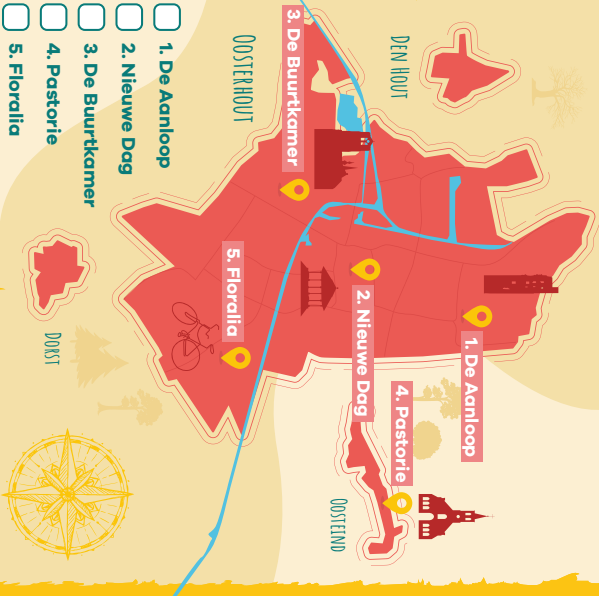 DEN HOUT
OOSTERHOUT
3. De Buurtkamer
1. De Aanloop
2. Nieuwe Dag
5. Floralia
4. Pastorie
OOSTEIND
DORST
1. De Aanloop
2. Nieuwe Dag
3. De Buurtkamer
4. Pastorie
5. Floralia